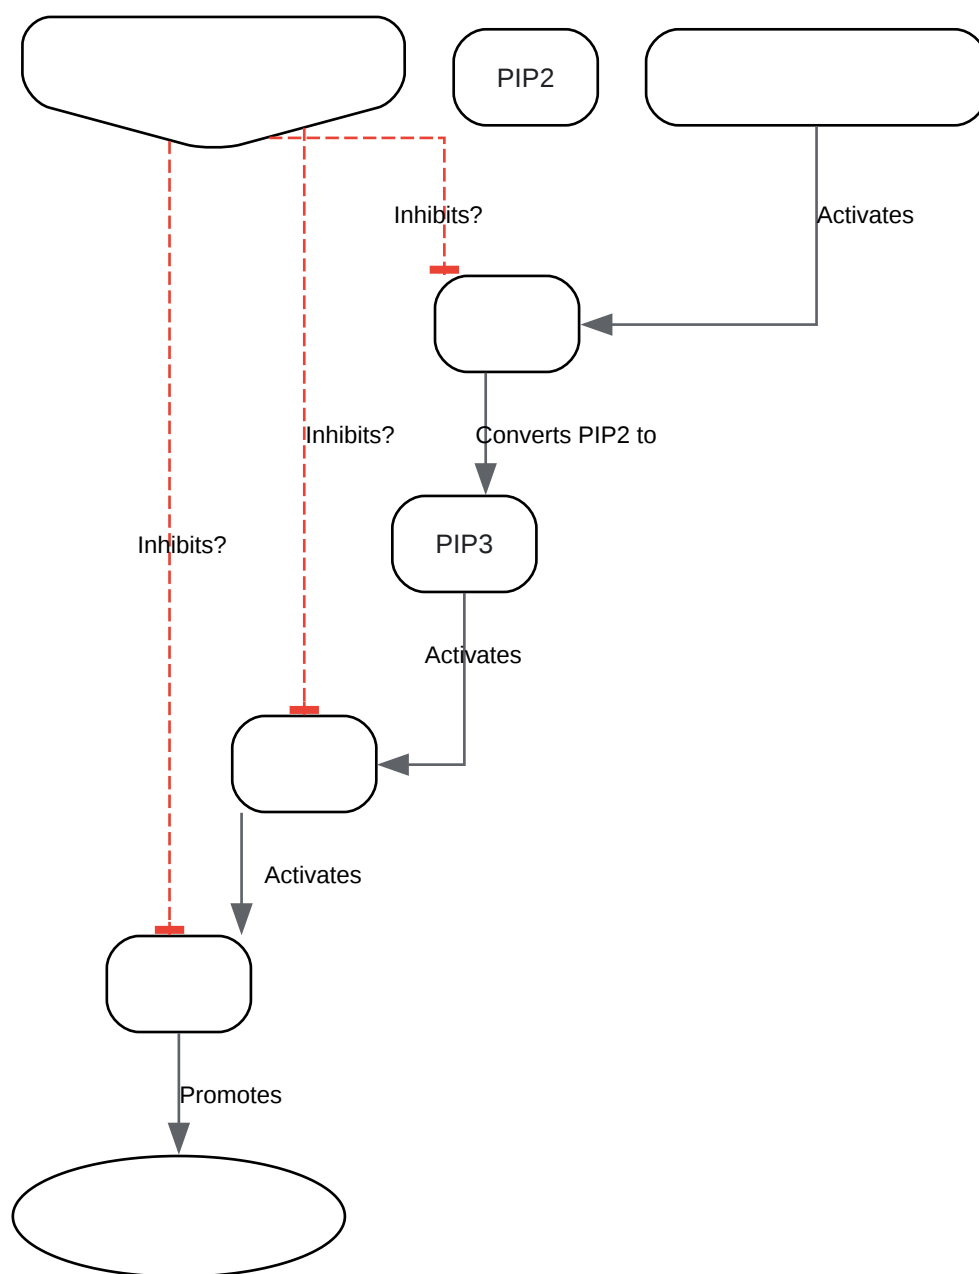 PIP2
Inhibits?
Activates
Inhibits?
Converts PIP2 to
Inhibits?
PIP3
Activates
Activates
Promotes